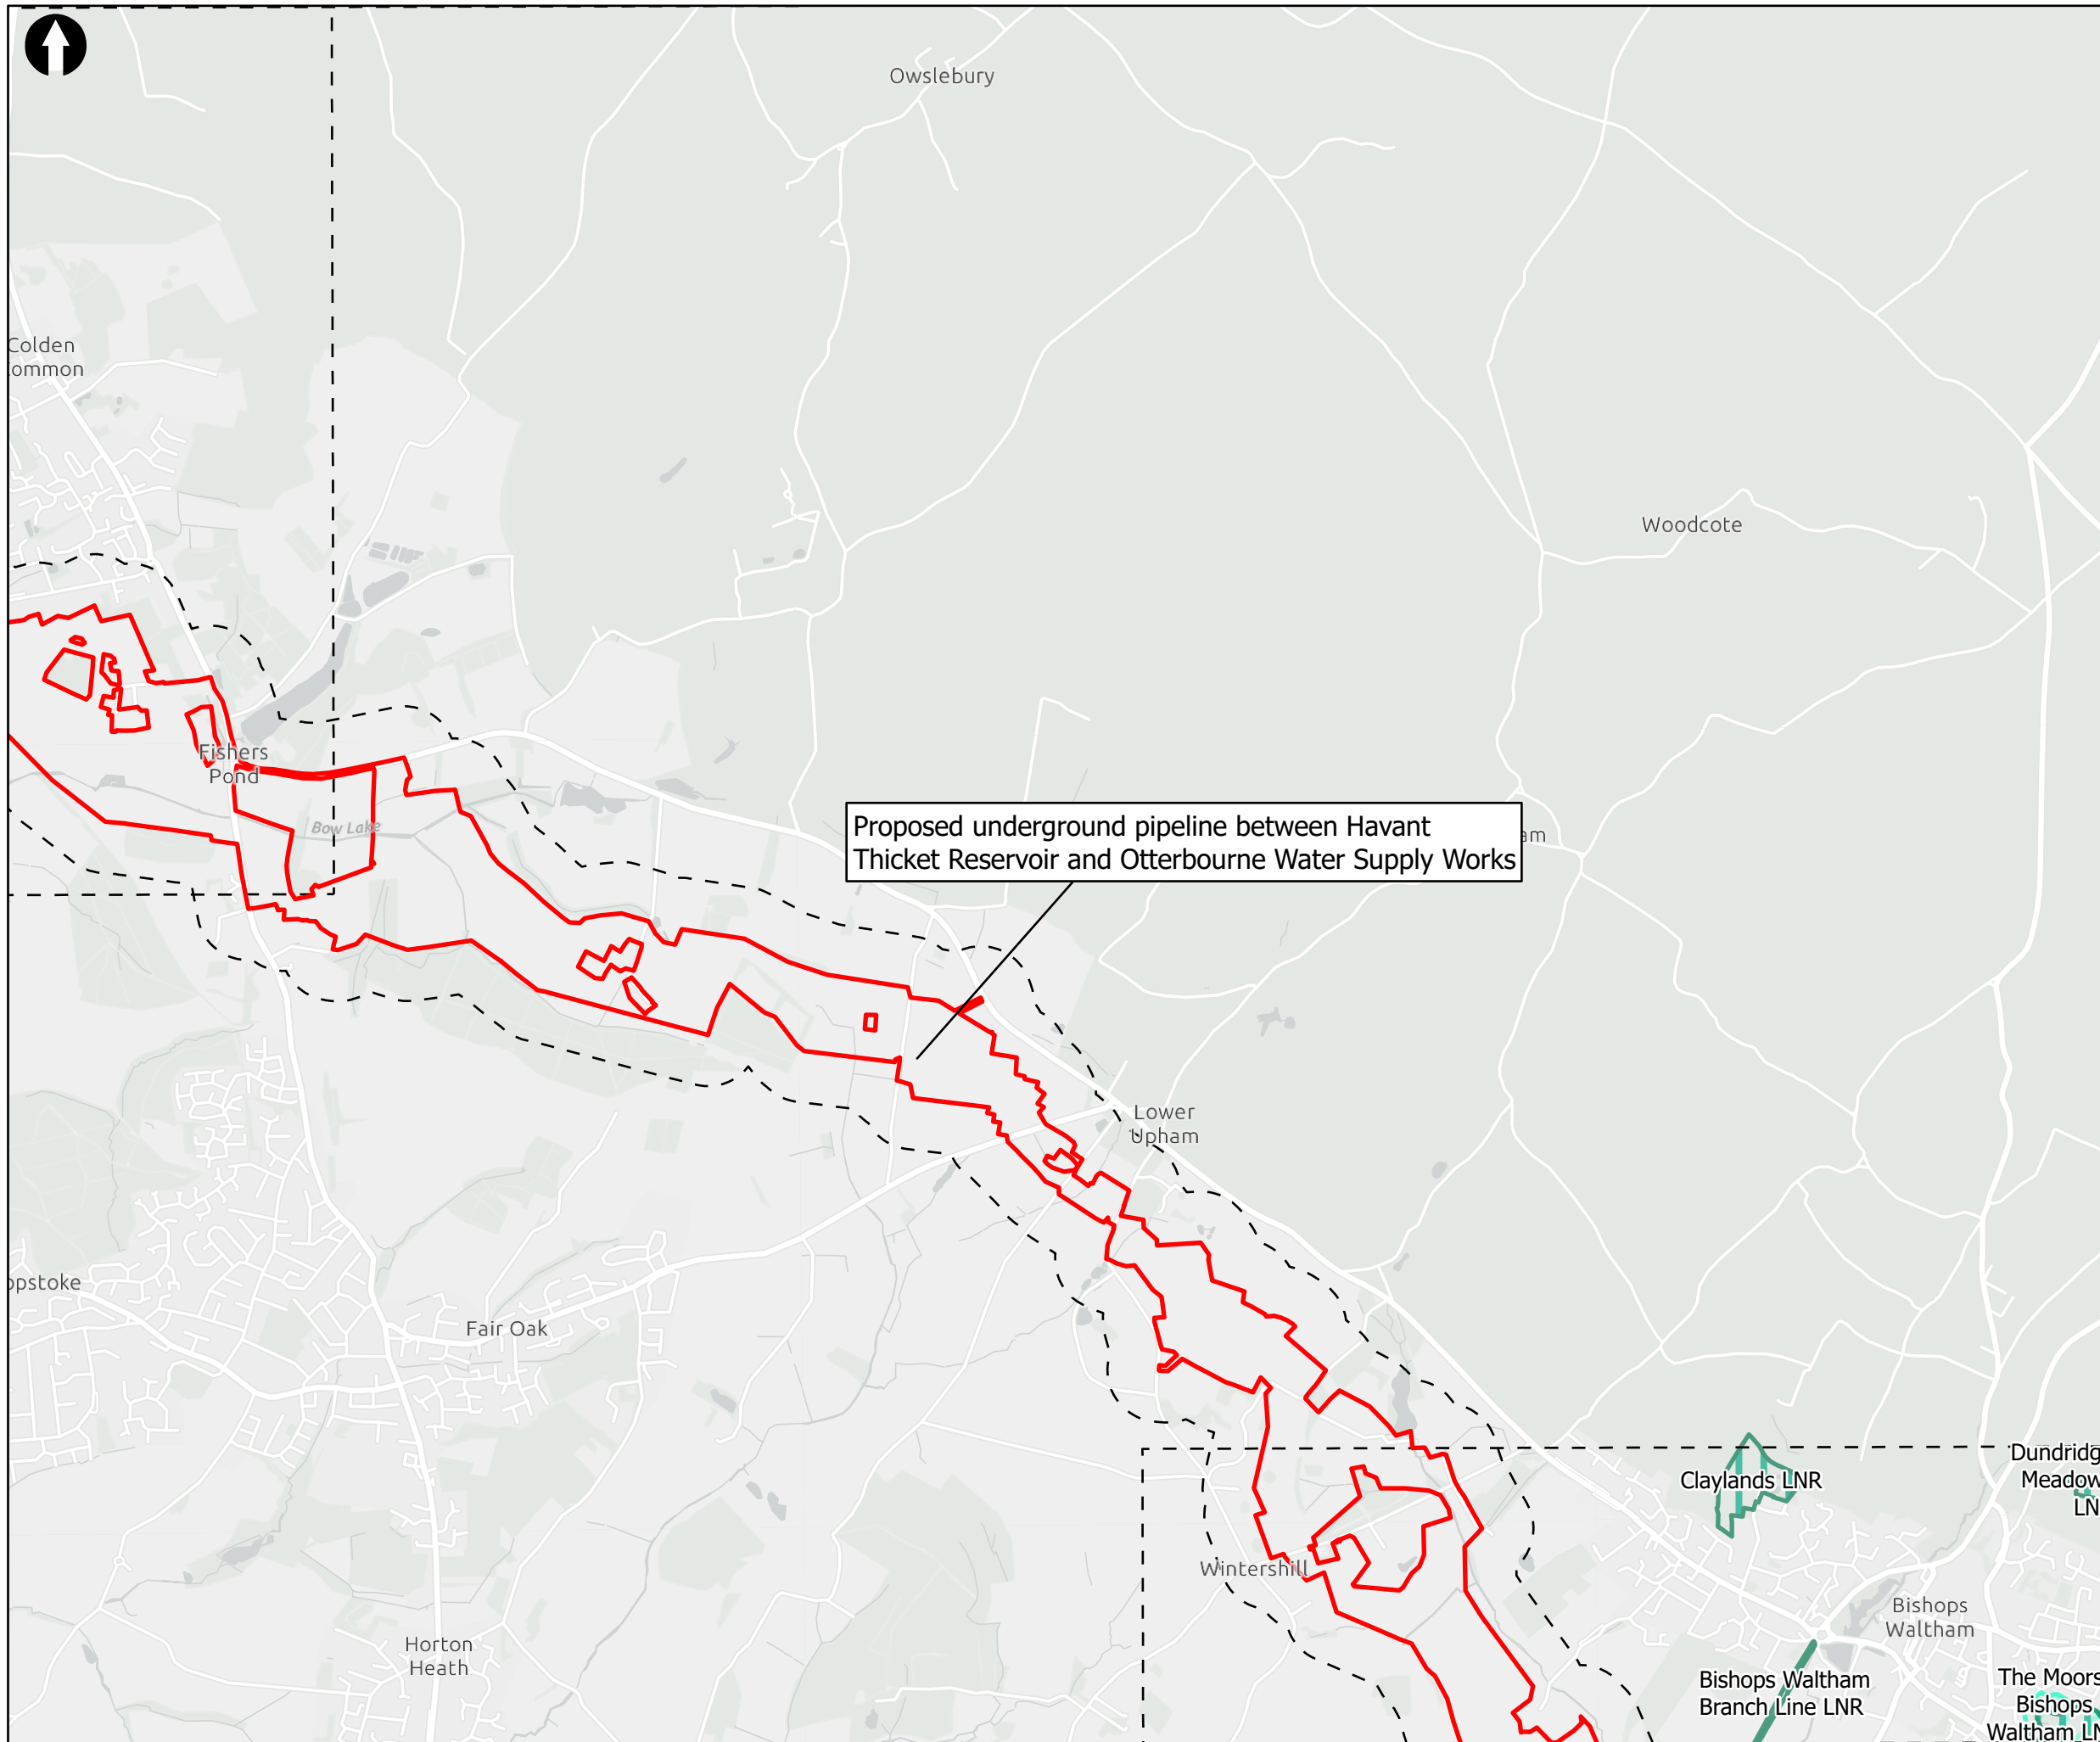 Owslebury
Colden
ommon
Woodcote
Fishers
Pond
Bow Lake
Proposed underground pipeline between Havant
Thicket Reservoir and Otterbourne Water Supply Works
am
Lower
Upham
opstoke
Fair Oak
Dundridg
Meadow
LN
Claylands LNR
Wintershill
Bishops
Waltham
Horton
Heath
Bishops Waltham
Branch Line LNR
The Moors
Bishops
Waltham LN